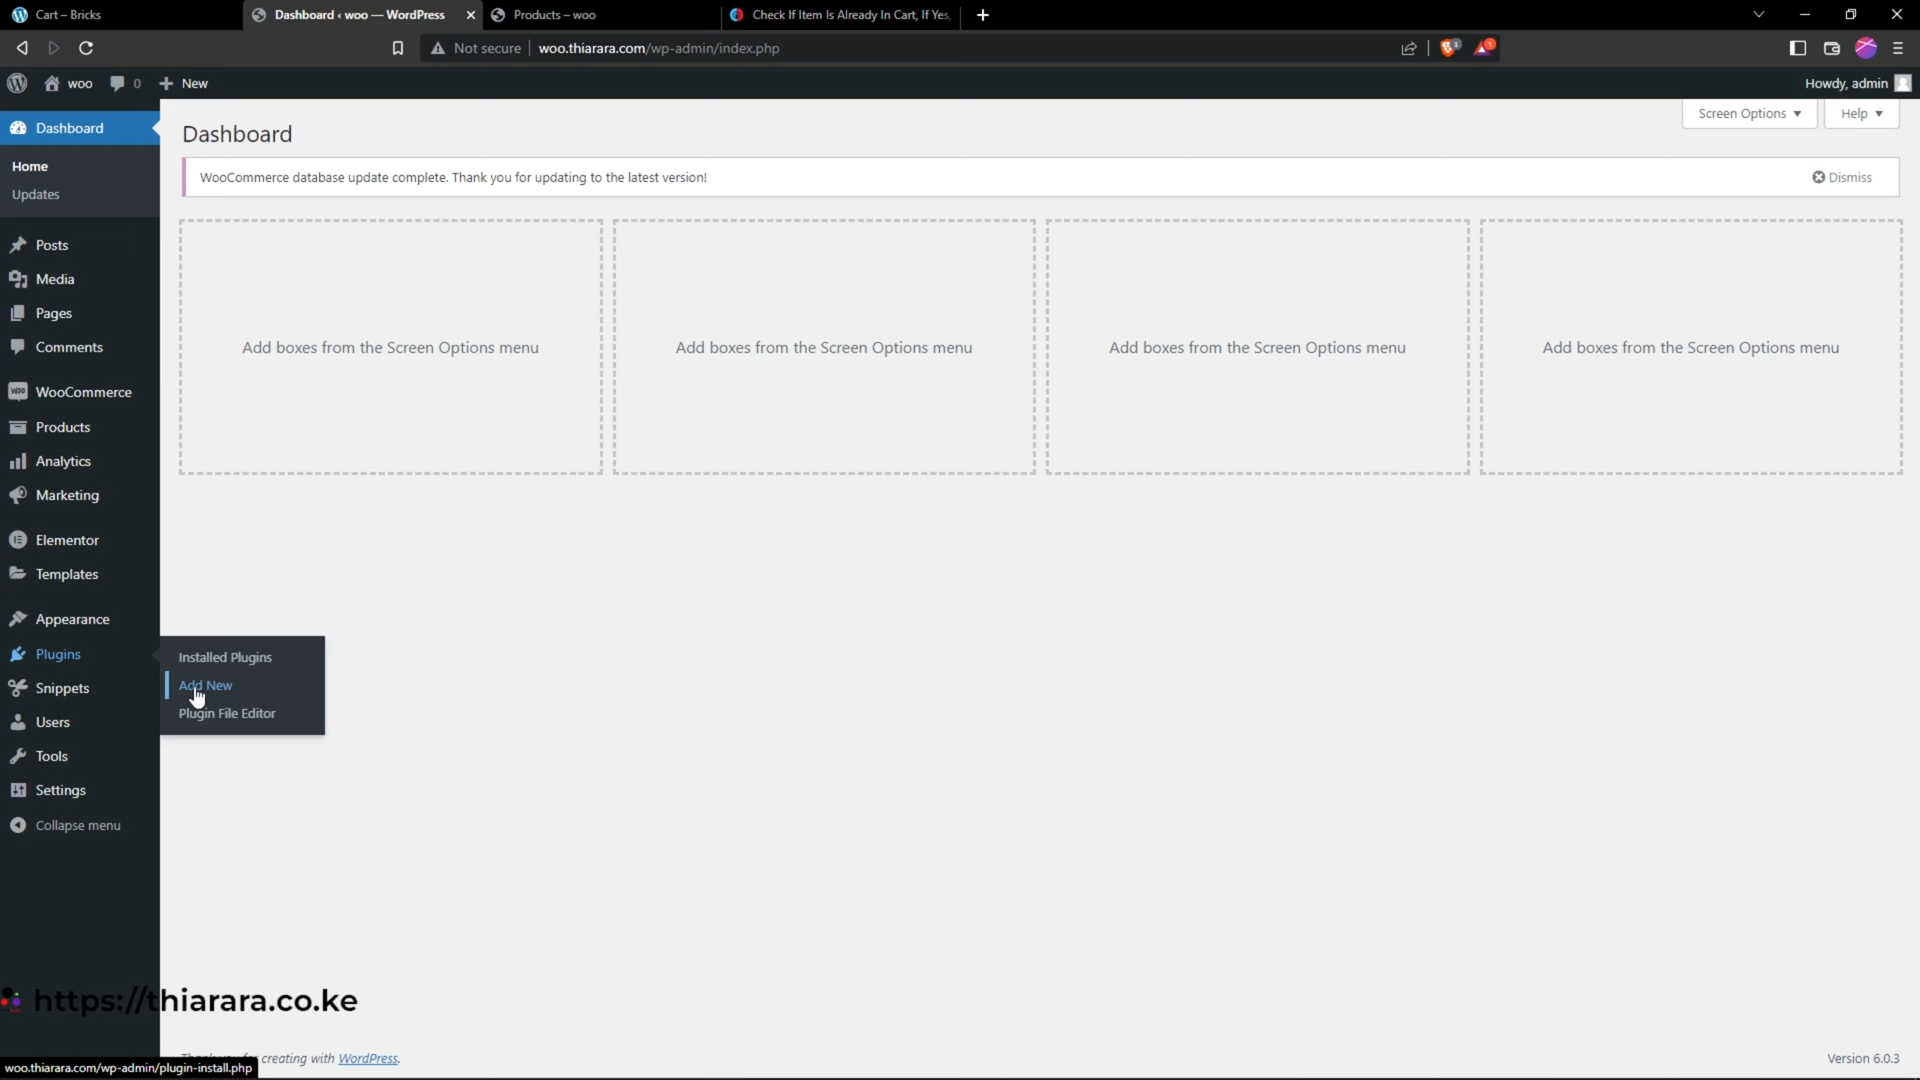 Cart – Bricks
Dashboard ‹ woo — WordPress
Products – woo
Check If Item Is Already In Cart, If Yes,
Not secure
woo.thiarara.com/wp-admin/index.php
3
1
woo
0
New
Howdy, admin
Dashboard
Home
Updates
Posts
Media
Pages
Comments
WooCommerce
Products
Analytics
Marketing
Elementor
Templates
Appearance
Plugins
Snippets
Users
Tools
Settings
Collapse menu
Installed Plugins
Add New
Plugin File Editor
Screen Options
Help
Dashboard
WooCommerce database update complete. Thank you for updating to the latest version!
Dismiss
Add boxes from the Screen Options menu
Add boxes from the Screen Options menu
Add boxes from the Screen Options menu
Add boxes from the Screen Options menu
https://thiarara.co.ke
creating with WordPress.
Version 6.0.3
woo.thiarara.com/wp-admin/plugin-install.php